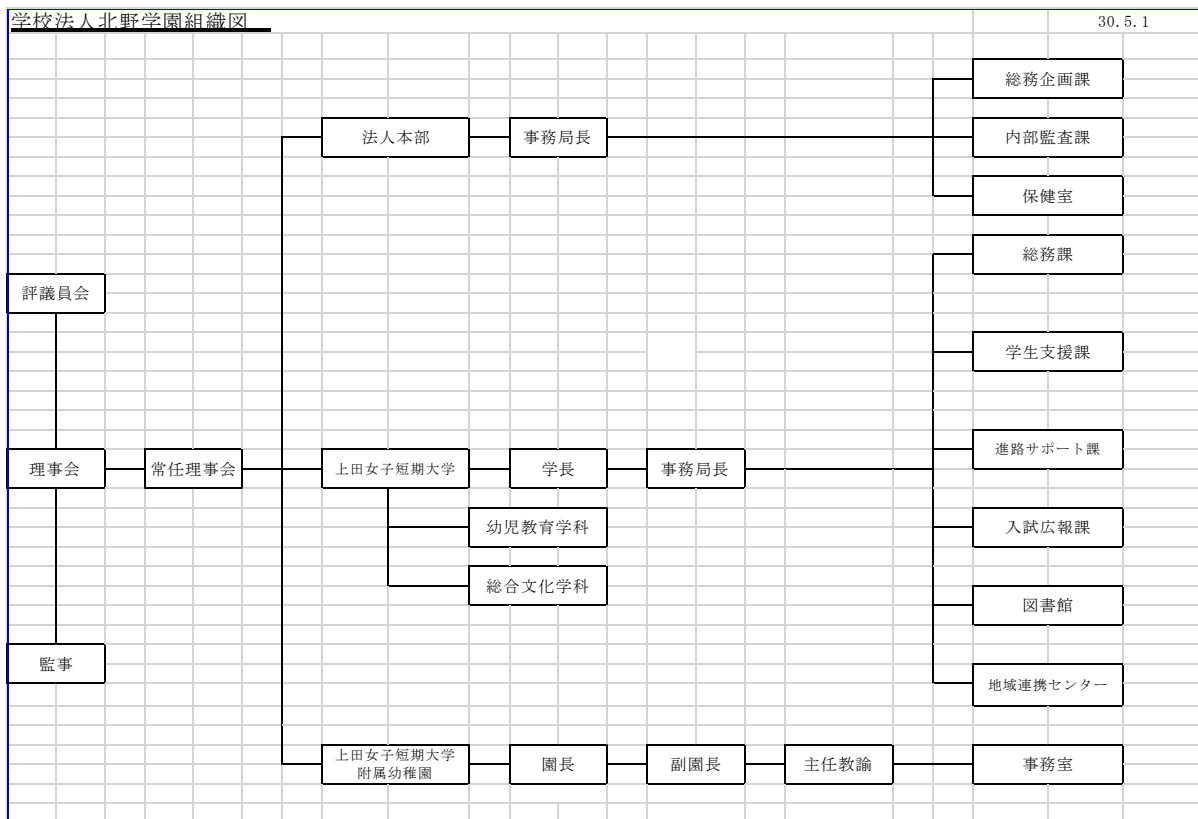 学校法人北野学園組織図
30.5.1
総務企画課
法人本部
事務局長
内部監査課
保健室
総務課
評議員会
学生支援課
理事会
常任理事会
上田女子短期大学
学長
事務局長
進路サポート課
幼児教育学科
入試広報課
総合文化学科
図書館
監事
地域連携センター
上田女子短期大学
附属幼稚園
園長
副園長
主任教諭
事務室